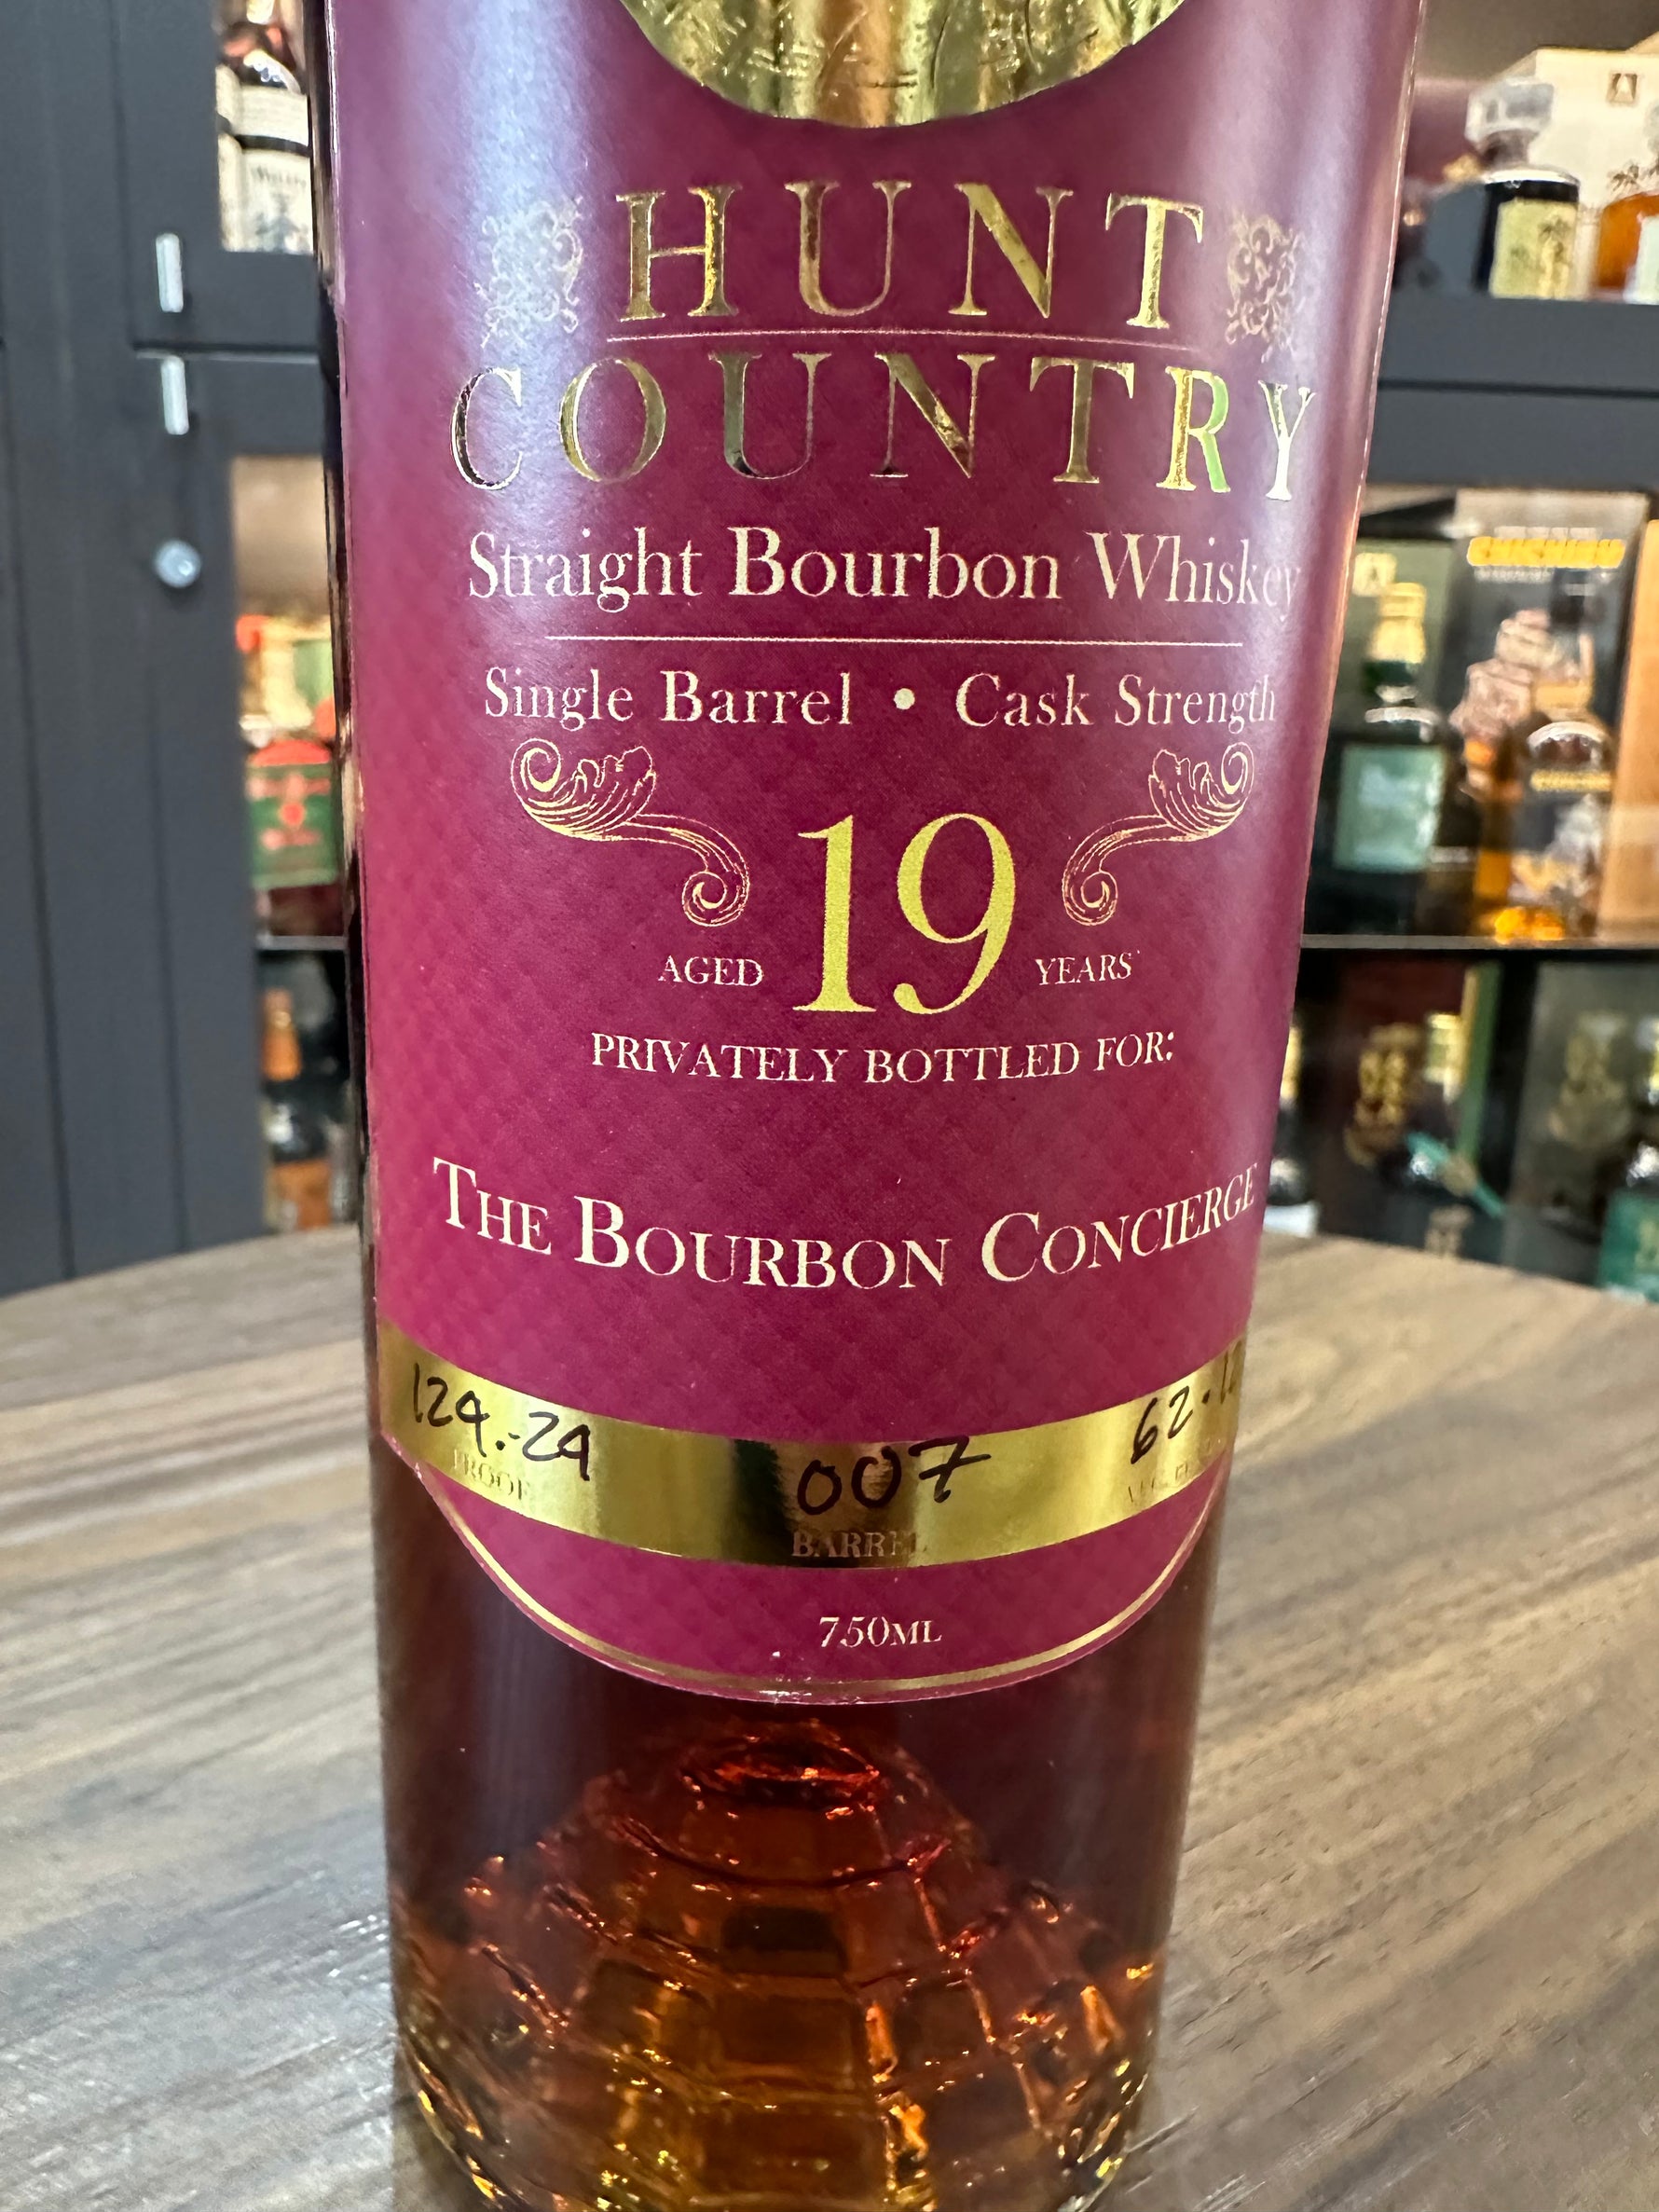 HUNT
COUNTRY
Straight Bourbon Whiskey
Single Barrel • Cask Strength
AGED 19 YEARS
PRIVATELY BOTTLED FOR:
THE BOURBON CONCIERGE
124.24 007
PROOF BARREL
750ML